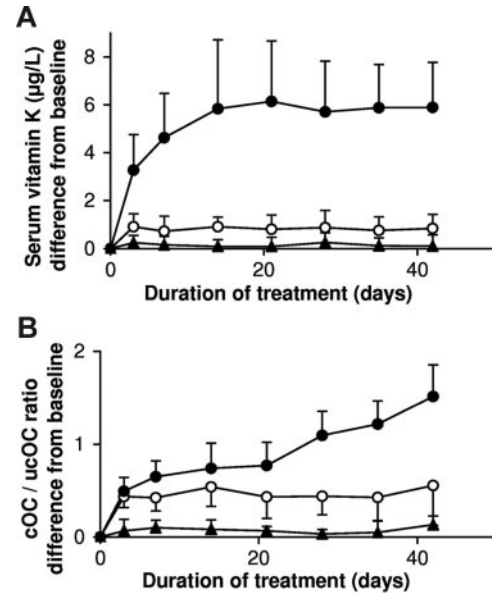 A
Serum vitamin K (µg/L)
difference from baseline
8
6
4
2
0
0 20 40
Duration of treatment (days)
B
cOC / ucOC ratio
difference from baseline
2
1
0
0 20 40
Duration of treatment (days)